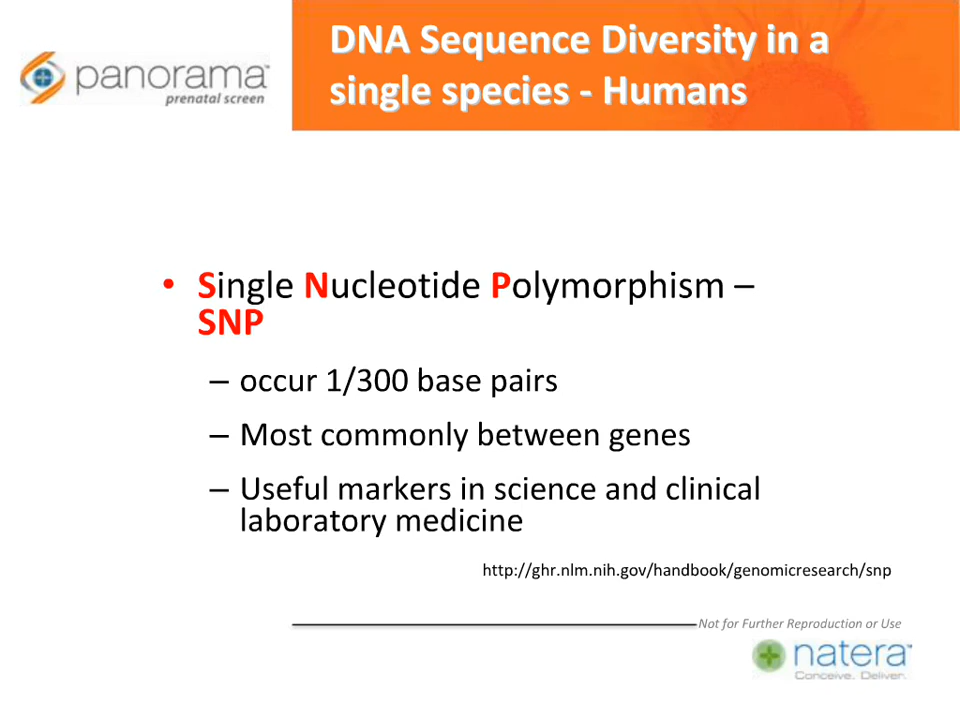 panorama™
prenatal screen
DNA Sequence Diversity in a
single species - Humans
• Single Nucleotide Polymorphism –
SNP
– occur 1/300 base pairs
– Most commonly between genes
– Useful markers in science and clinical
laboratory medicine
http://ghr.nlm.nih.gov/handbook/genomicresearch/snp
Not for Further Reproduction or Use
natera™
Conceive. Deliver.